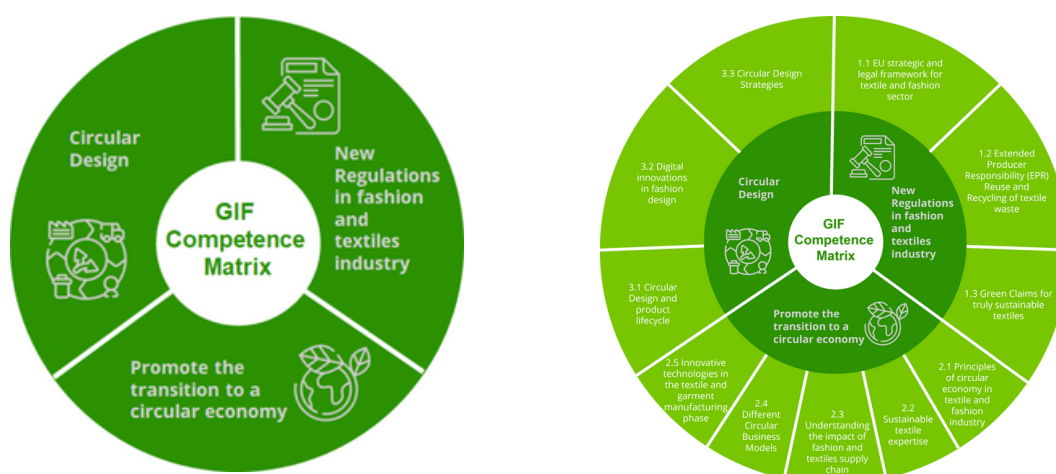 Circular
Design
New
Regulations
in fashion
and
textiles
industry
GIF
Competence
Matrix
Promote the
transition to a
circular economy
3.3 Circular Design
Strategies
1.1 EU strategic and
legal framework for
textile and fashion
sector
3.2 Digital
innovations
in fashion
design
1.2 Extended
Producer
Responsibility (EPR)
Reuse and
Recycling of textile
waste
Circular
Design
New
Regulations
in fashion
and
textiles
industry
GIF
Competence
Matrix
3.1 Circular
Design and
product
lifecycle
1.3 Green Claims for
truly sustainable
textiles
Promote the
transition to a
circular economy
2.5 Innovative
technologies in
the textile and
garment
manufacturing
phase
2.4
Different
Circular
Business
Models
2.3
Understanding
the impact of
fashion and
textiles supply
chain
2.2
Sustainable
textile
expertise
2.1 Principles
of circular
economy in
textile and
fashion
industry